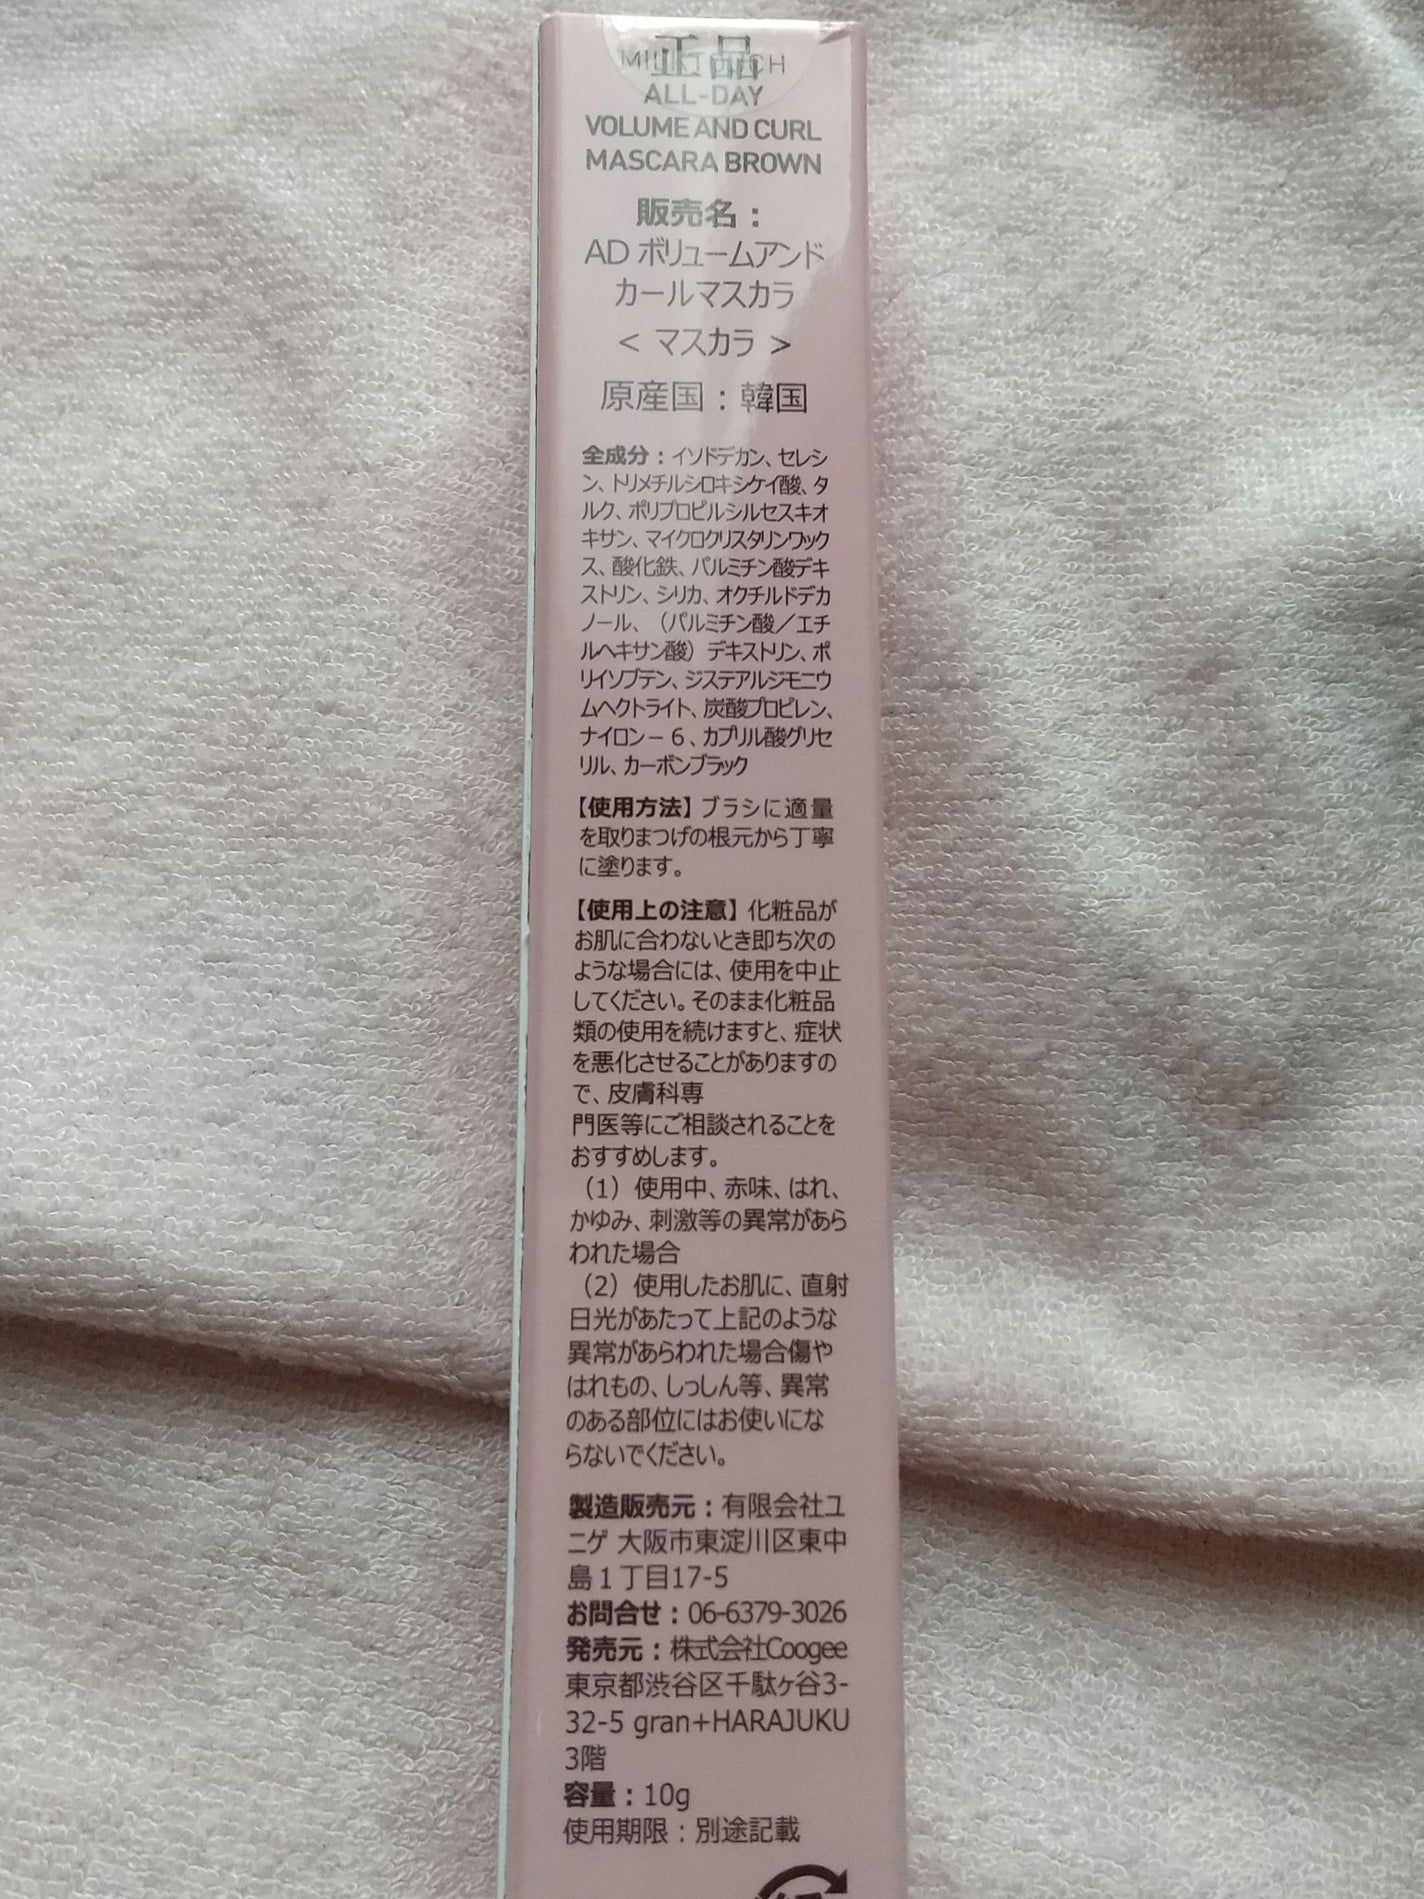 正品
MILKTOUCH
ALL-DAY
VOLUME AND CURL
MASCARA BROWN
販売名：
AD ボリュームアンド
カールマスカラ
< マスカラ >
原産国：韓国
全成分：イソドデカン、セレシ
ン、トリメチルシロキシケイ酸、タ
ルク、ポリプロピルシルセスキオ
キサン、マイクロクリスタリンワック
ス、酸化鉄、パルミチン酸デキ
ストリン、シリカ、オクチルドデカ
ノール、（パルミチン酸／エチ
ルヘキサン酸）デキストリン、ポ
リイソブテン、ジステアルジモニウ
ムヘクトライト、炭酸プロピレン、
ナイロン－６、カプリル酸グリセ
リル、カーボンブラック
【使用方法】ブラシに適量
を取りまつげの根元から丁寧
に塗ります。
【使用上の注意】化粧品が
お肌に合わないとき即ち次の
ような場合には、使用を中止
してください。そのまま化粧品
類の使用を続けますと、症状
を悪化させることがありますの
で、皮膚科専
門医等にご相談されることを
おすすめします。
（1）使用中、赤味、はれ、
かゆみ、刺激等の異常があら
われた場合
（2）使用したお肌に、直射
日光があたって上記のような
異常があらわれた場合傷や
はれもの、しっしん等、異常
のある部位にはお使いにな
らないでください。
製造販売元：有限会社ユ
ニゲ 大阪市東淀川区東中
島１丁目17-5
お問合せ：06-6379-3026
発売元：株式会社Coogee
東京都渋谷区千駄ヶ谷3-
32-5 gran+HARAJUKU
3階
容量：10g
使用期限：別途記載